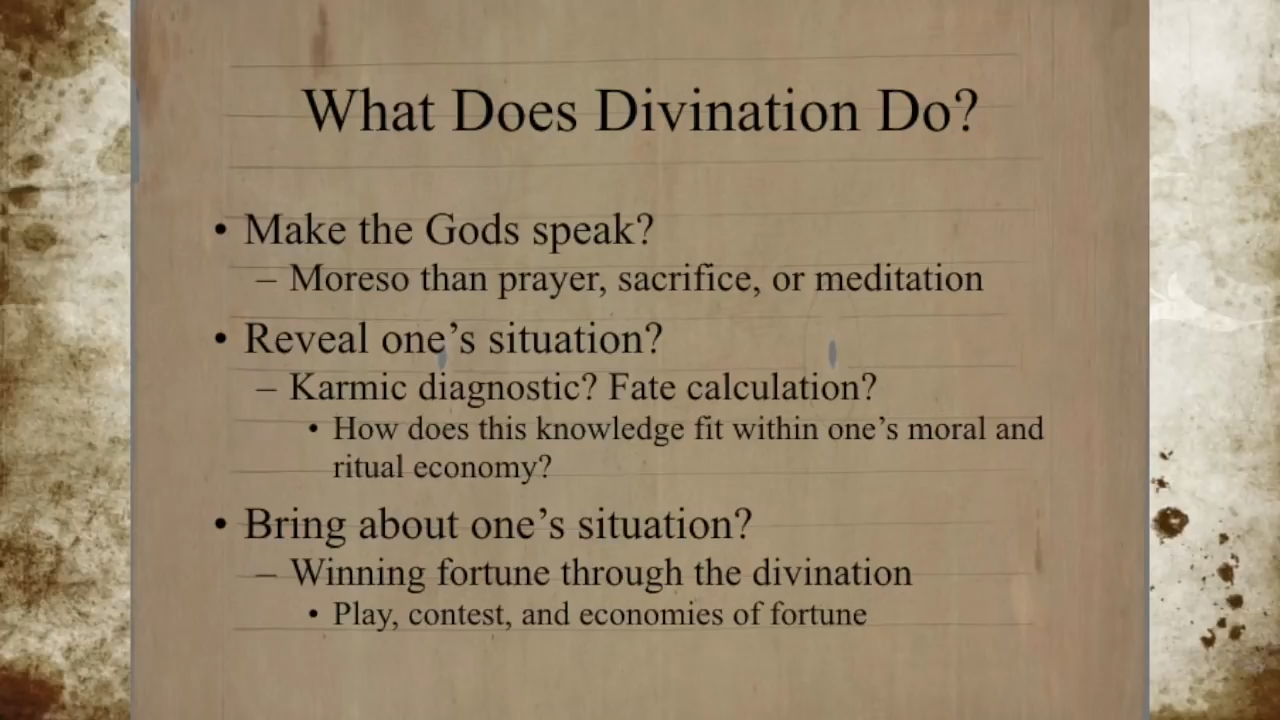 What Does Divination Do?
• Make the Gods speak?
– Moreso than prayer, sacrifice, or meditation
• Reveal one’s situation?
– Karmic diagnostic? Fate calculation?
• How does this knowledge fit within one’s moral and
ritual economy?
• Bring about one’s situation?
– Winning fortune through the divination
• Play, contest, and economies of fortune